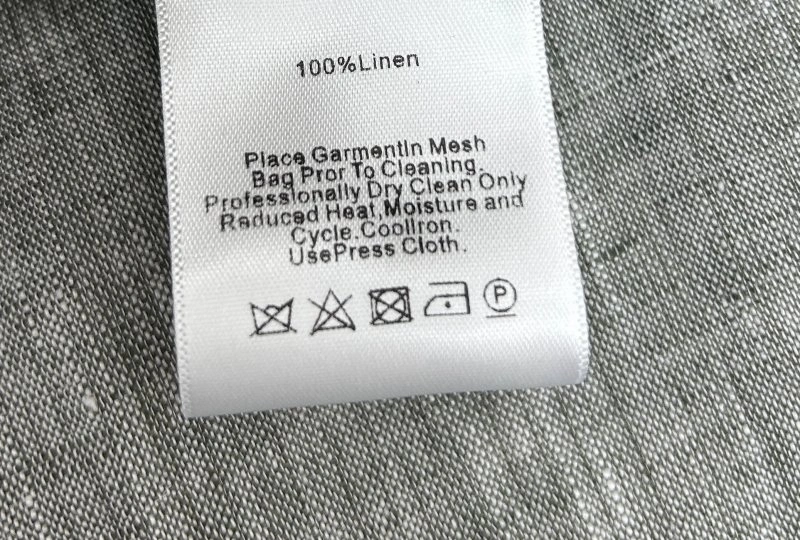 100%Linen
Place GarmentIn Mesh
Bag Pror To Cleaning.
Professionally Dry Clean Only
Reduced Heat,Moisture and
Cycle.CoolIron.
UsePress Cloth.
P